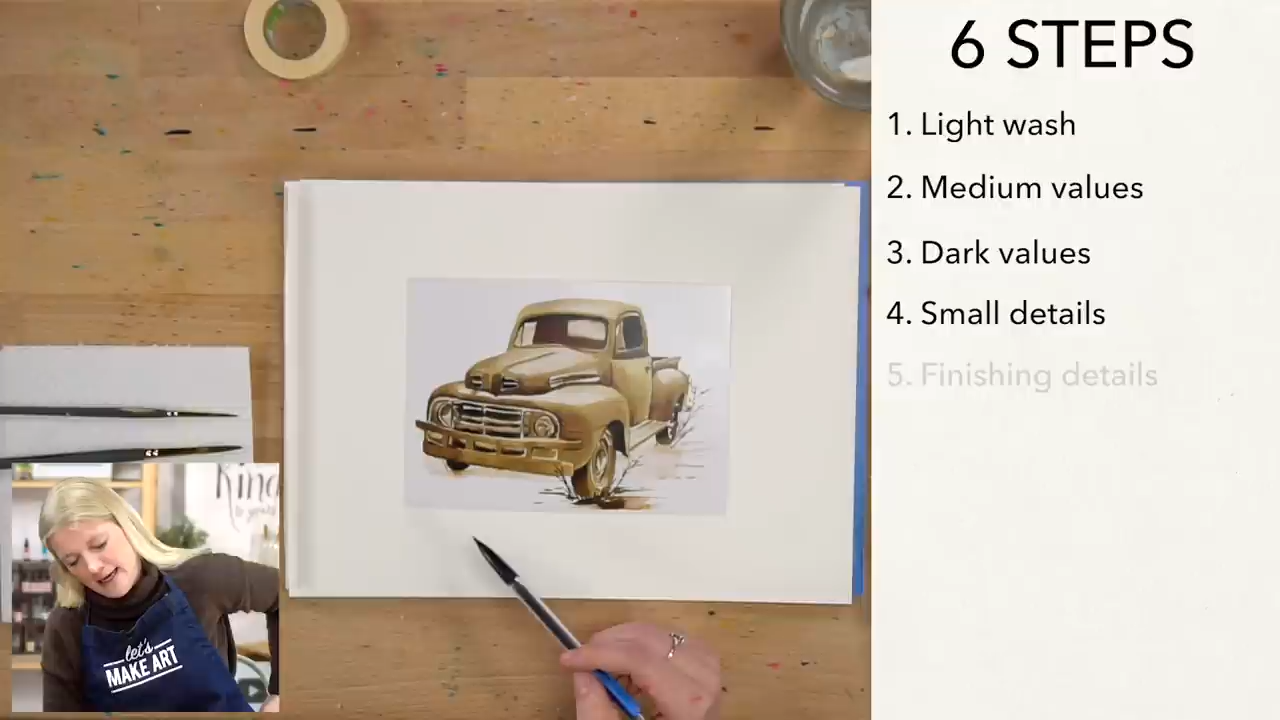 6 STEPS
1. Light wash
2. Medium values
3. Dark values
4. Small details
5. Finishing details
let's
MAKE ART